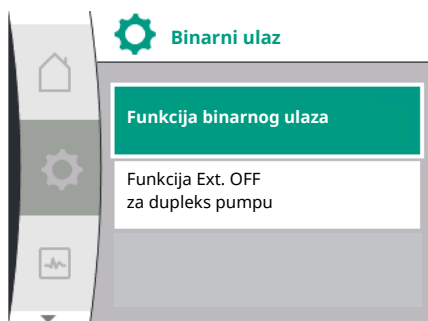 Binarni ulaz
Funkcija binarnog ulaza
Funkcija Ext. OFF
za dupleks pumpu